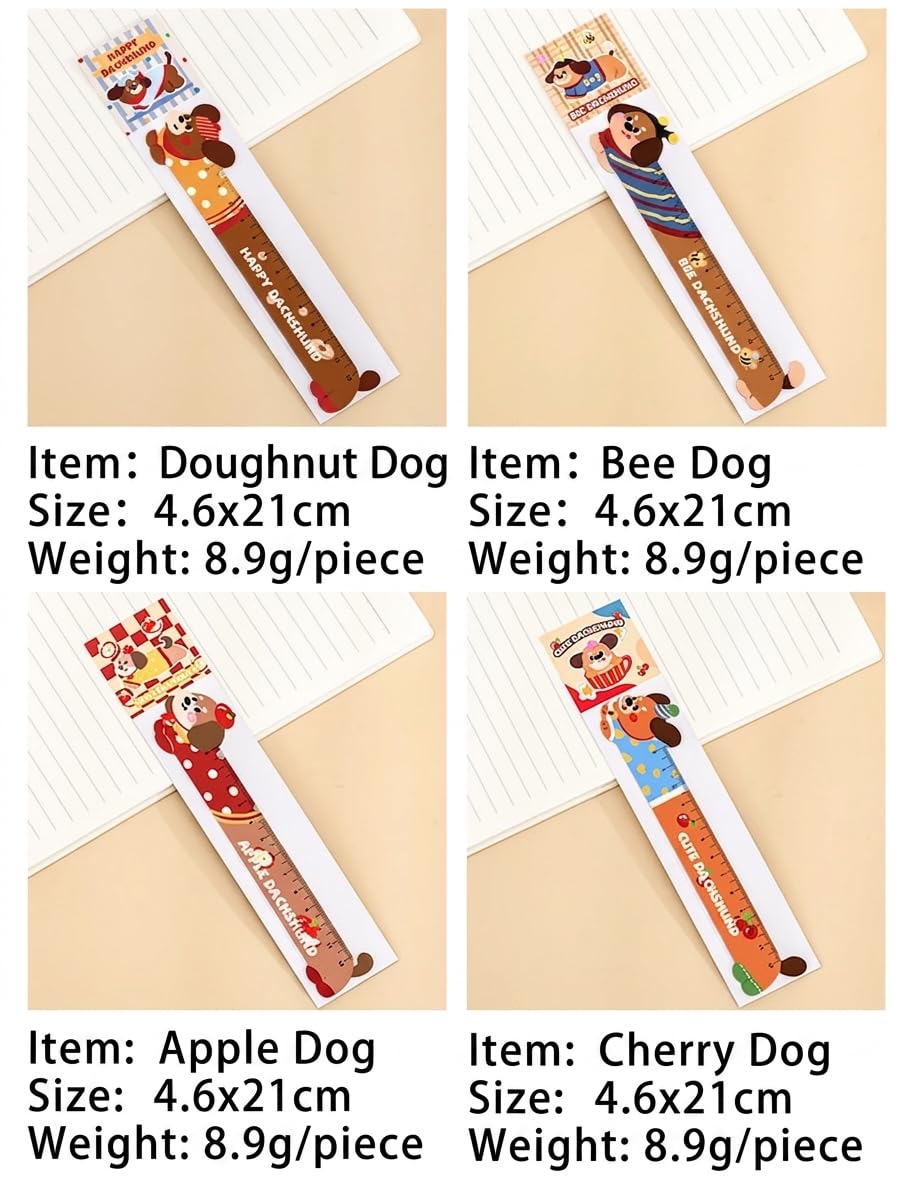 HAPPY
DACHSHUND
HAPPY DACHSHUND
DOG
BEE DACHSHUND
BEE DACHSHUND
Item: Doughnut Dog
Size: 4.6x21cm
Weight: 8.9g/piece
Item: Bee Dog
Size: 4.6x21cm
Weight: 8.9g/piece
APPLE DACHSHUND
CUTE DACHSHUND
CUTE DACHSHUND
Item: Apple Dog
Size: 4.6x21cm
Weight: 8.9g/piece
Item: Cherry Dog
Size: 4.6x21cm
Weight: 8.9g/piece